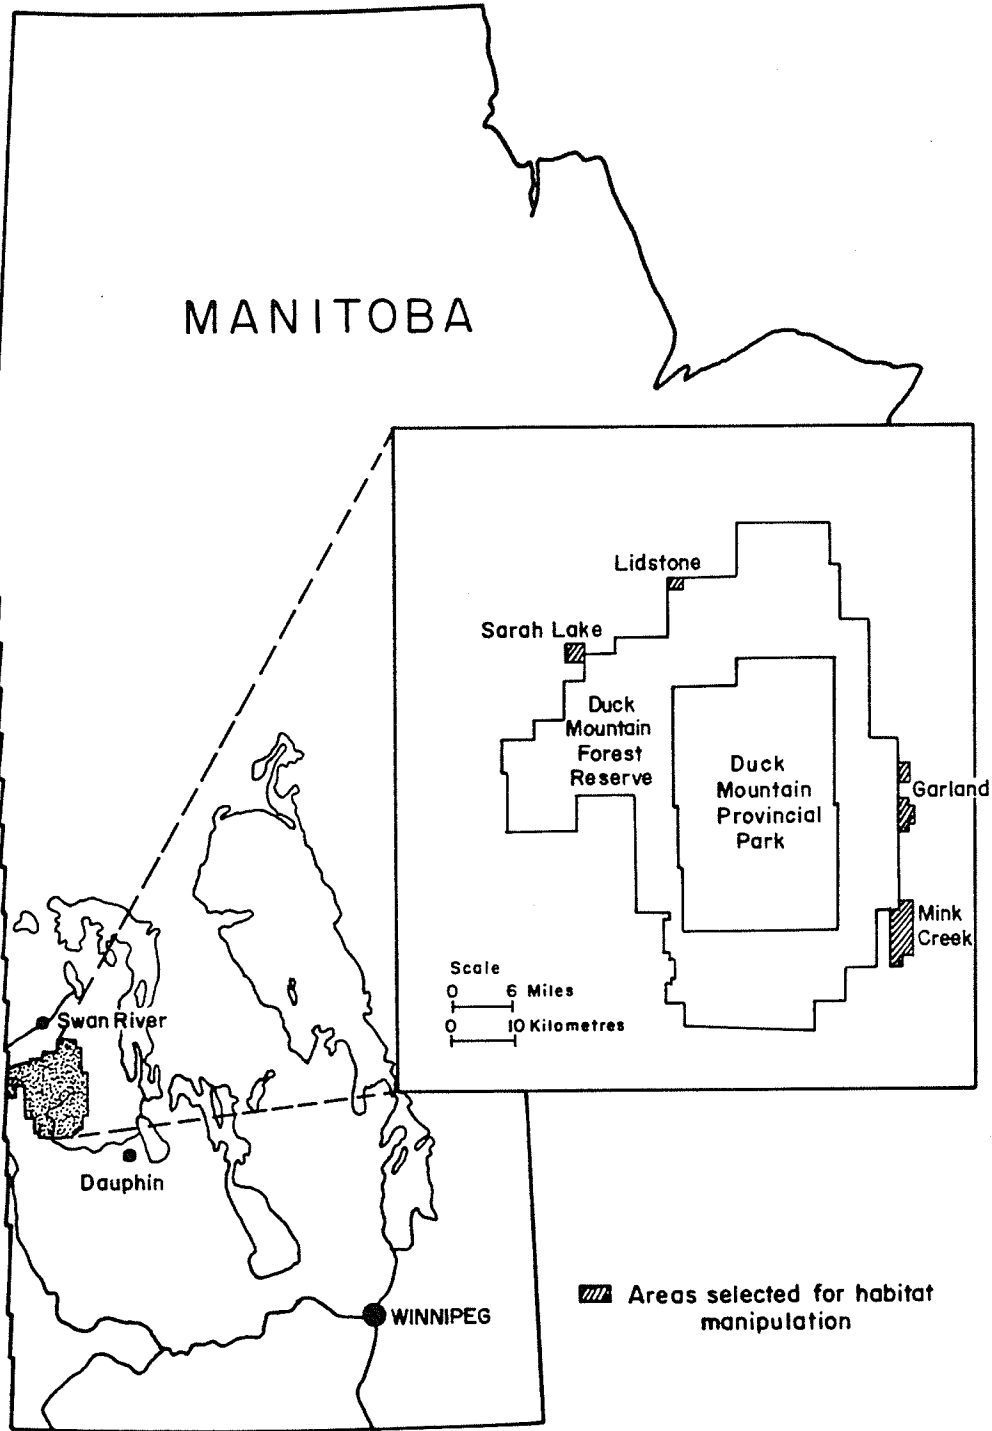 MANITOBA
Lidstone
Sarah Lake
Duck
Mountain
Forest
Reserve
Duck
Mountain
Provincial
Park
Garland
Mink
Creek
Scale
0 6 Miles
0 10 Kilometres
Swan River
Dauphin
WINNIPEG
Areas selected for habitat
manipulation